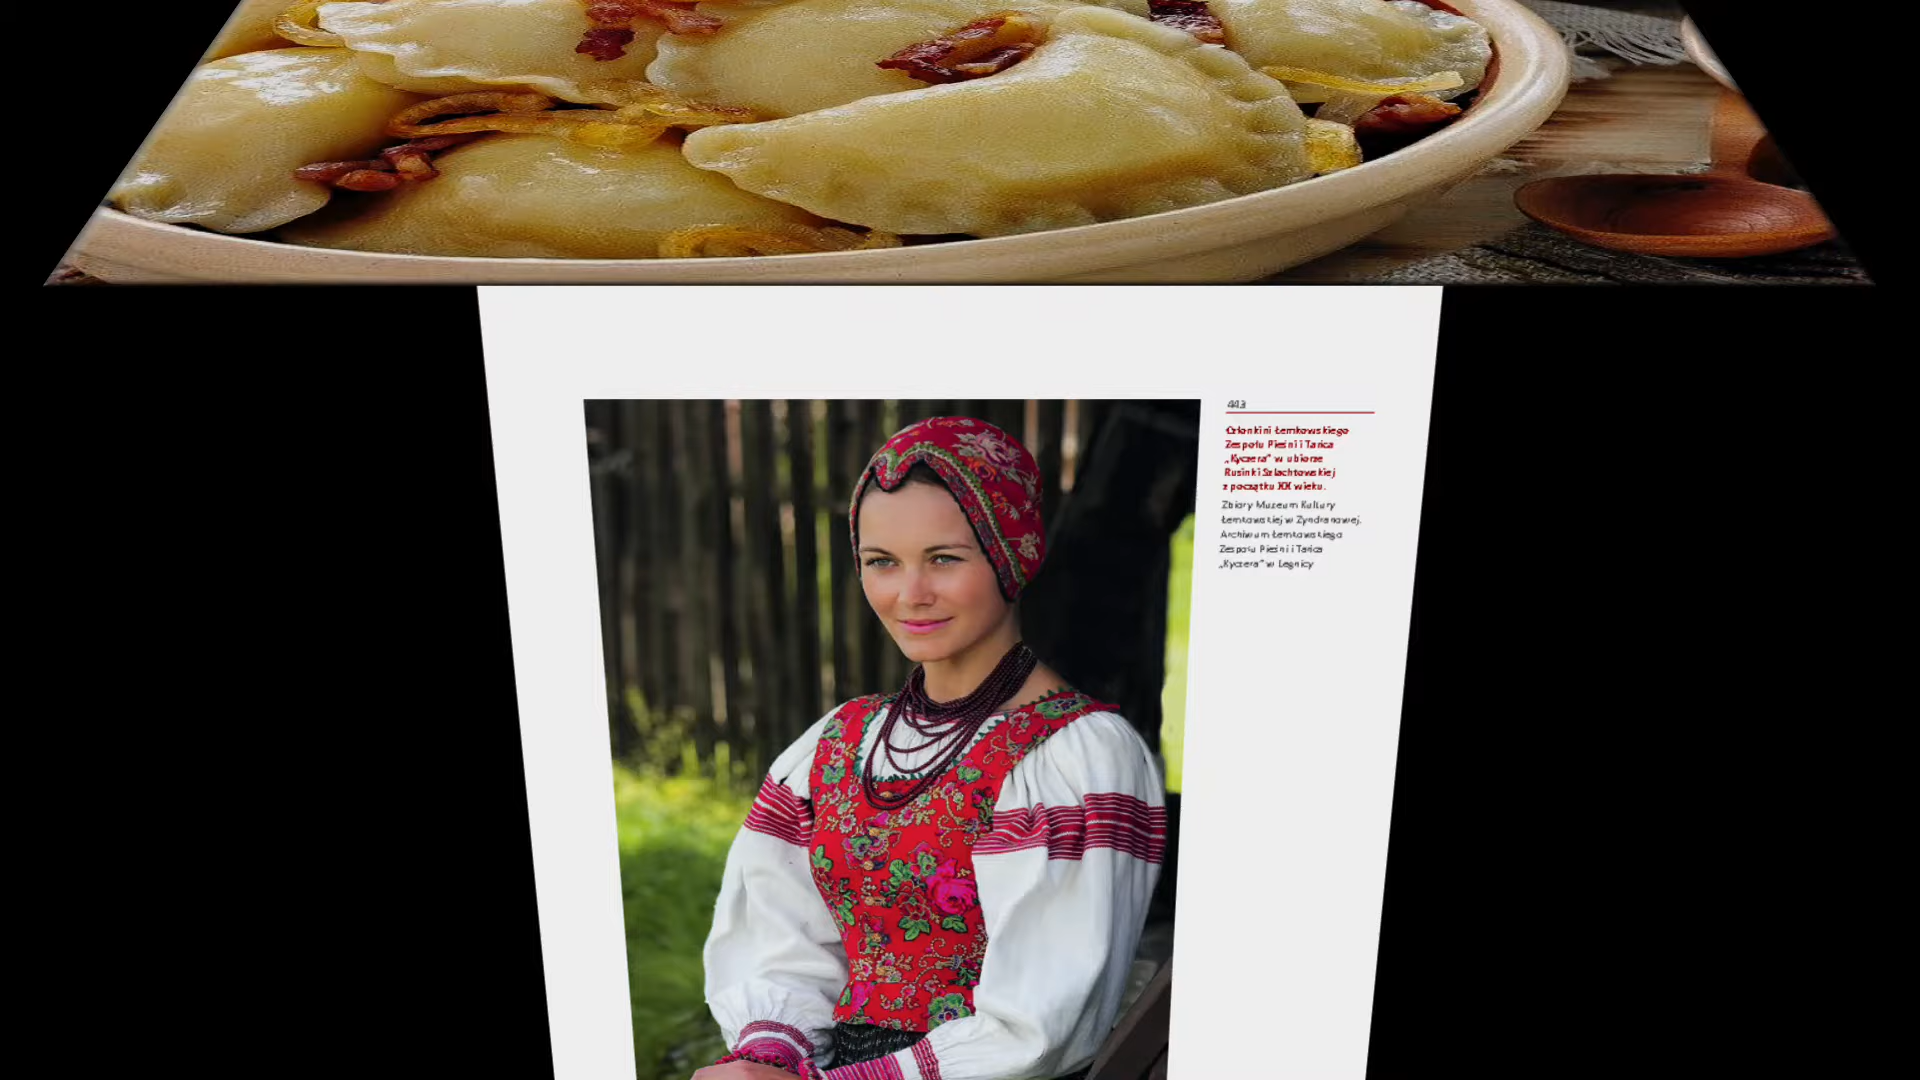 443
Członkini Łemkowskiego
Zespołu Pieśni i Tańca
„Kyczera” w ubiorze
Rusinki Szlachtowskiej
z początku XX wieku.
Zbiory Muzeum Kultury
Łemkowskiej w Zyndranowej.
Archiwum Łemkowskiego
Zespołu Pieśni i Tańca
„Kyczera” w Legnicy